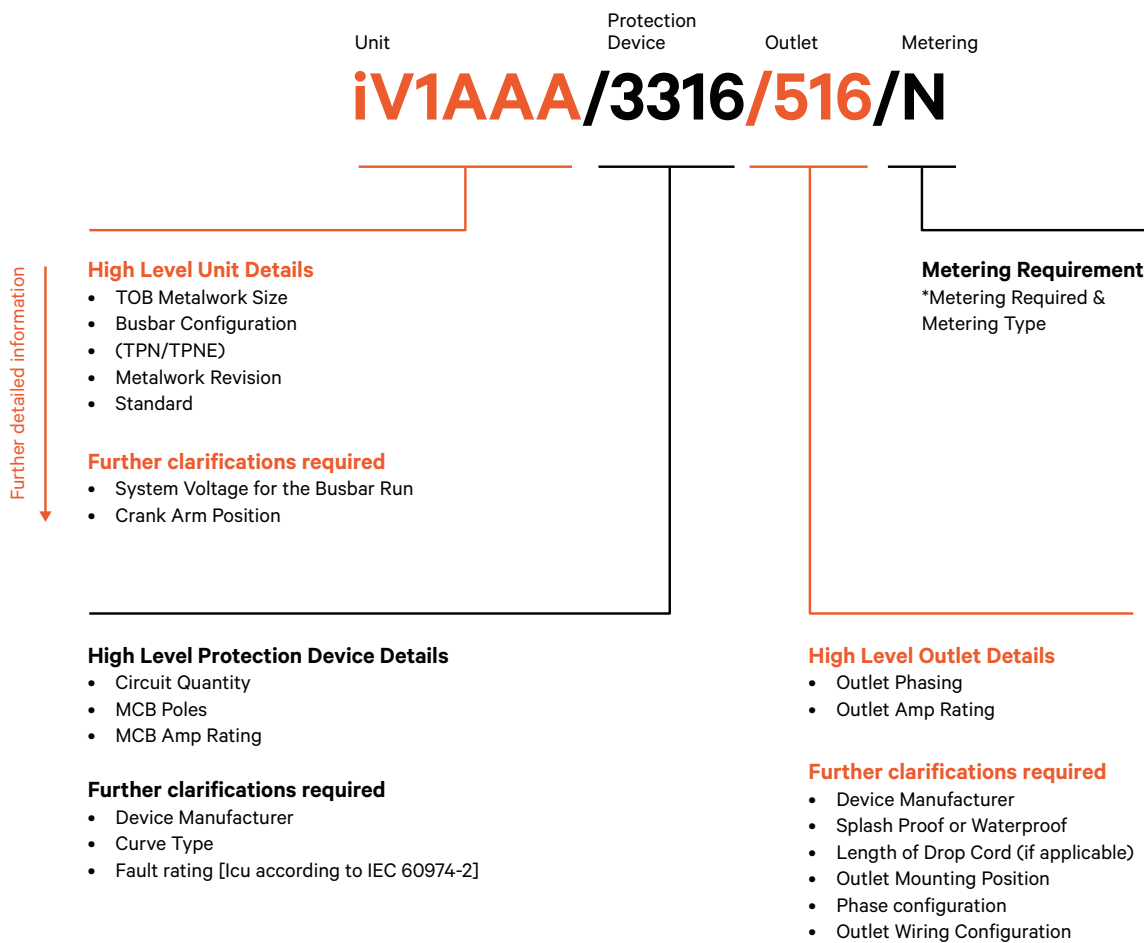 Unit
Protection
Device
Outlet
Metering
iV1AAA/3316/516/N
Further detailed information
High Level Unit Details
• TOB Metalwork Size
• Busbar Configuration
• (TPN/TPNE)
• Metalwork Revision
• Standard
Further clarifications required
• System Voltage for the Busbar Run
• Crank Arm Position
Metering Requirement
*Metering Required &
Metering Type
High Level Protection Device Details
• Circuit Quantity
• MCB Poles
• MCB Amp Rating
Further clarifications required
• Device Manufacturer
• Curve Type
• Fault rating [Icu according to IEC 60974-2]
High Level Outlet Details
• Outlet Phasing
• Outlet Amp Rating
Further clarifications required
• Device Manufacturer
• Splash Proof or Waterproof
• Length of Drop Cord (if applicable)
• Outlet Mounting Position
• Phase configuration
• Outlet Wiring Configuration